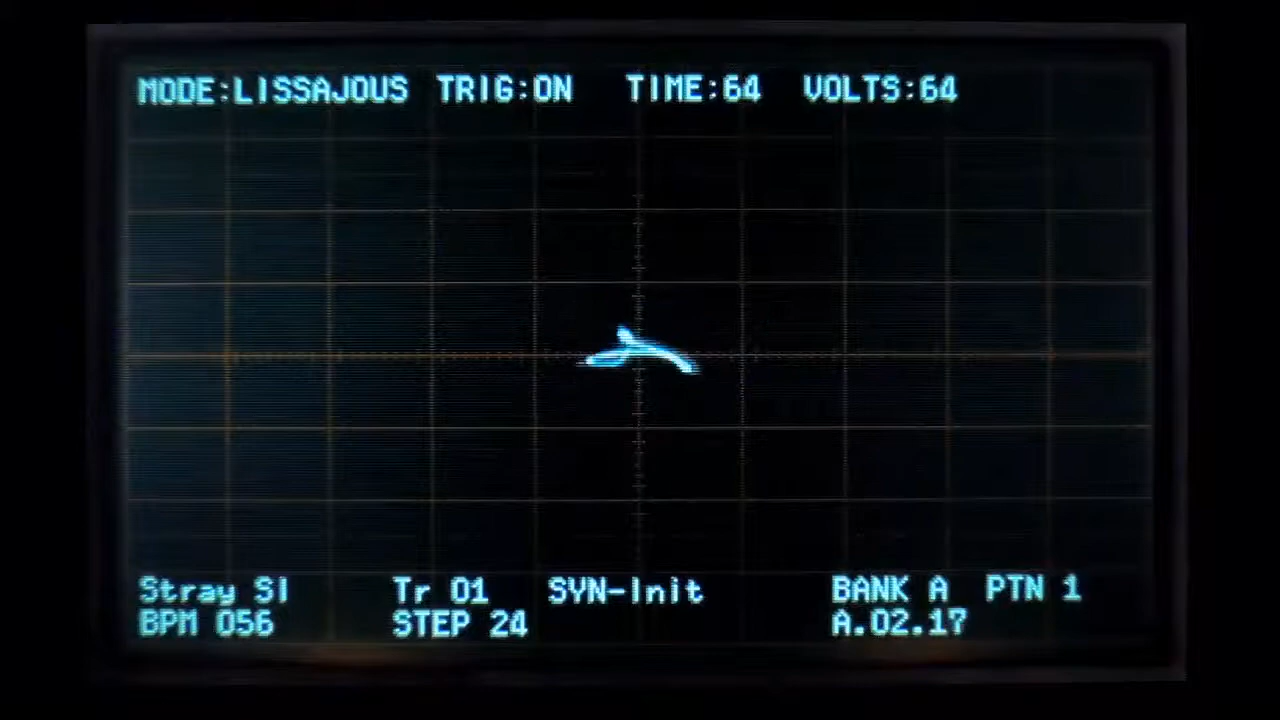 MODE:LISSAJOUS TRIG:ON TIME:64 VOLTS:64
Stray Sl Tr 01 SYN-Init BANK A PTN 1
BPM 056 STEP 24 A.02.17